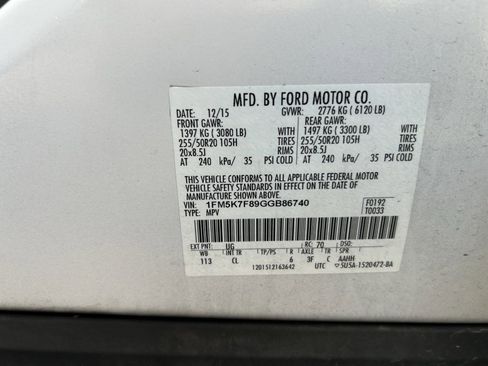 MFD. BY FORD MOTOR CO.
DATE: 12/15 GVWR: 2776 KG ( 6120 LB)
FRONT GAWR: REAR GAWR:
1397 KG ( 3080 LB) WITH 1497 KG ( 3300 LB) WITH
255/50R20 105H TIRES 255/50R20 105H TIRES
20x8.5J RIMS 20x8.5J RIMS
AT 240 kPa/ 35 PSI COLD AT 240 kPa/ 35 PSI COLD
THIS VEHICLE CONFORMS TO ALL APPLICABLE FEDERAL MOTOR
VEHICLE SAFETY STANDARDS IN EFFECT ON THE DATE OF
MANUFACTURE SHOWN ABOVE.
VIN: 1FM5K7F89GGB86740 F0192
TYPE: MPV T0033
EXT PNT: UG RC: 70 DSO:
WB INT TR TP/PS R AXLE TR SPR
113 CL 6 3F C AAHH
1201512163642 UTC ▽5U5A-1520472-BA